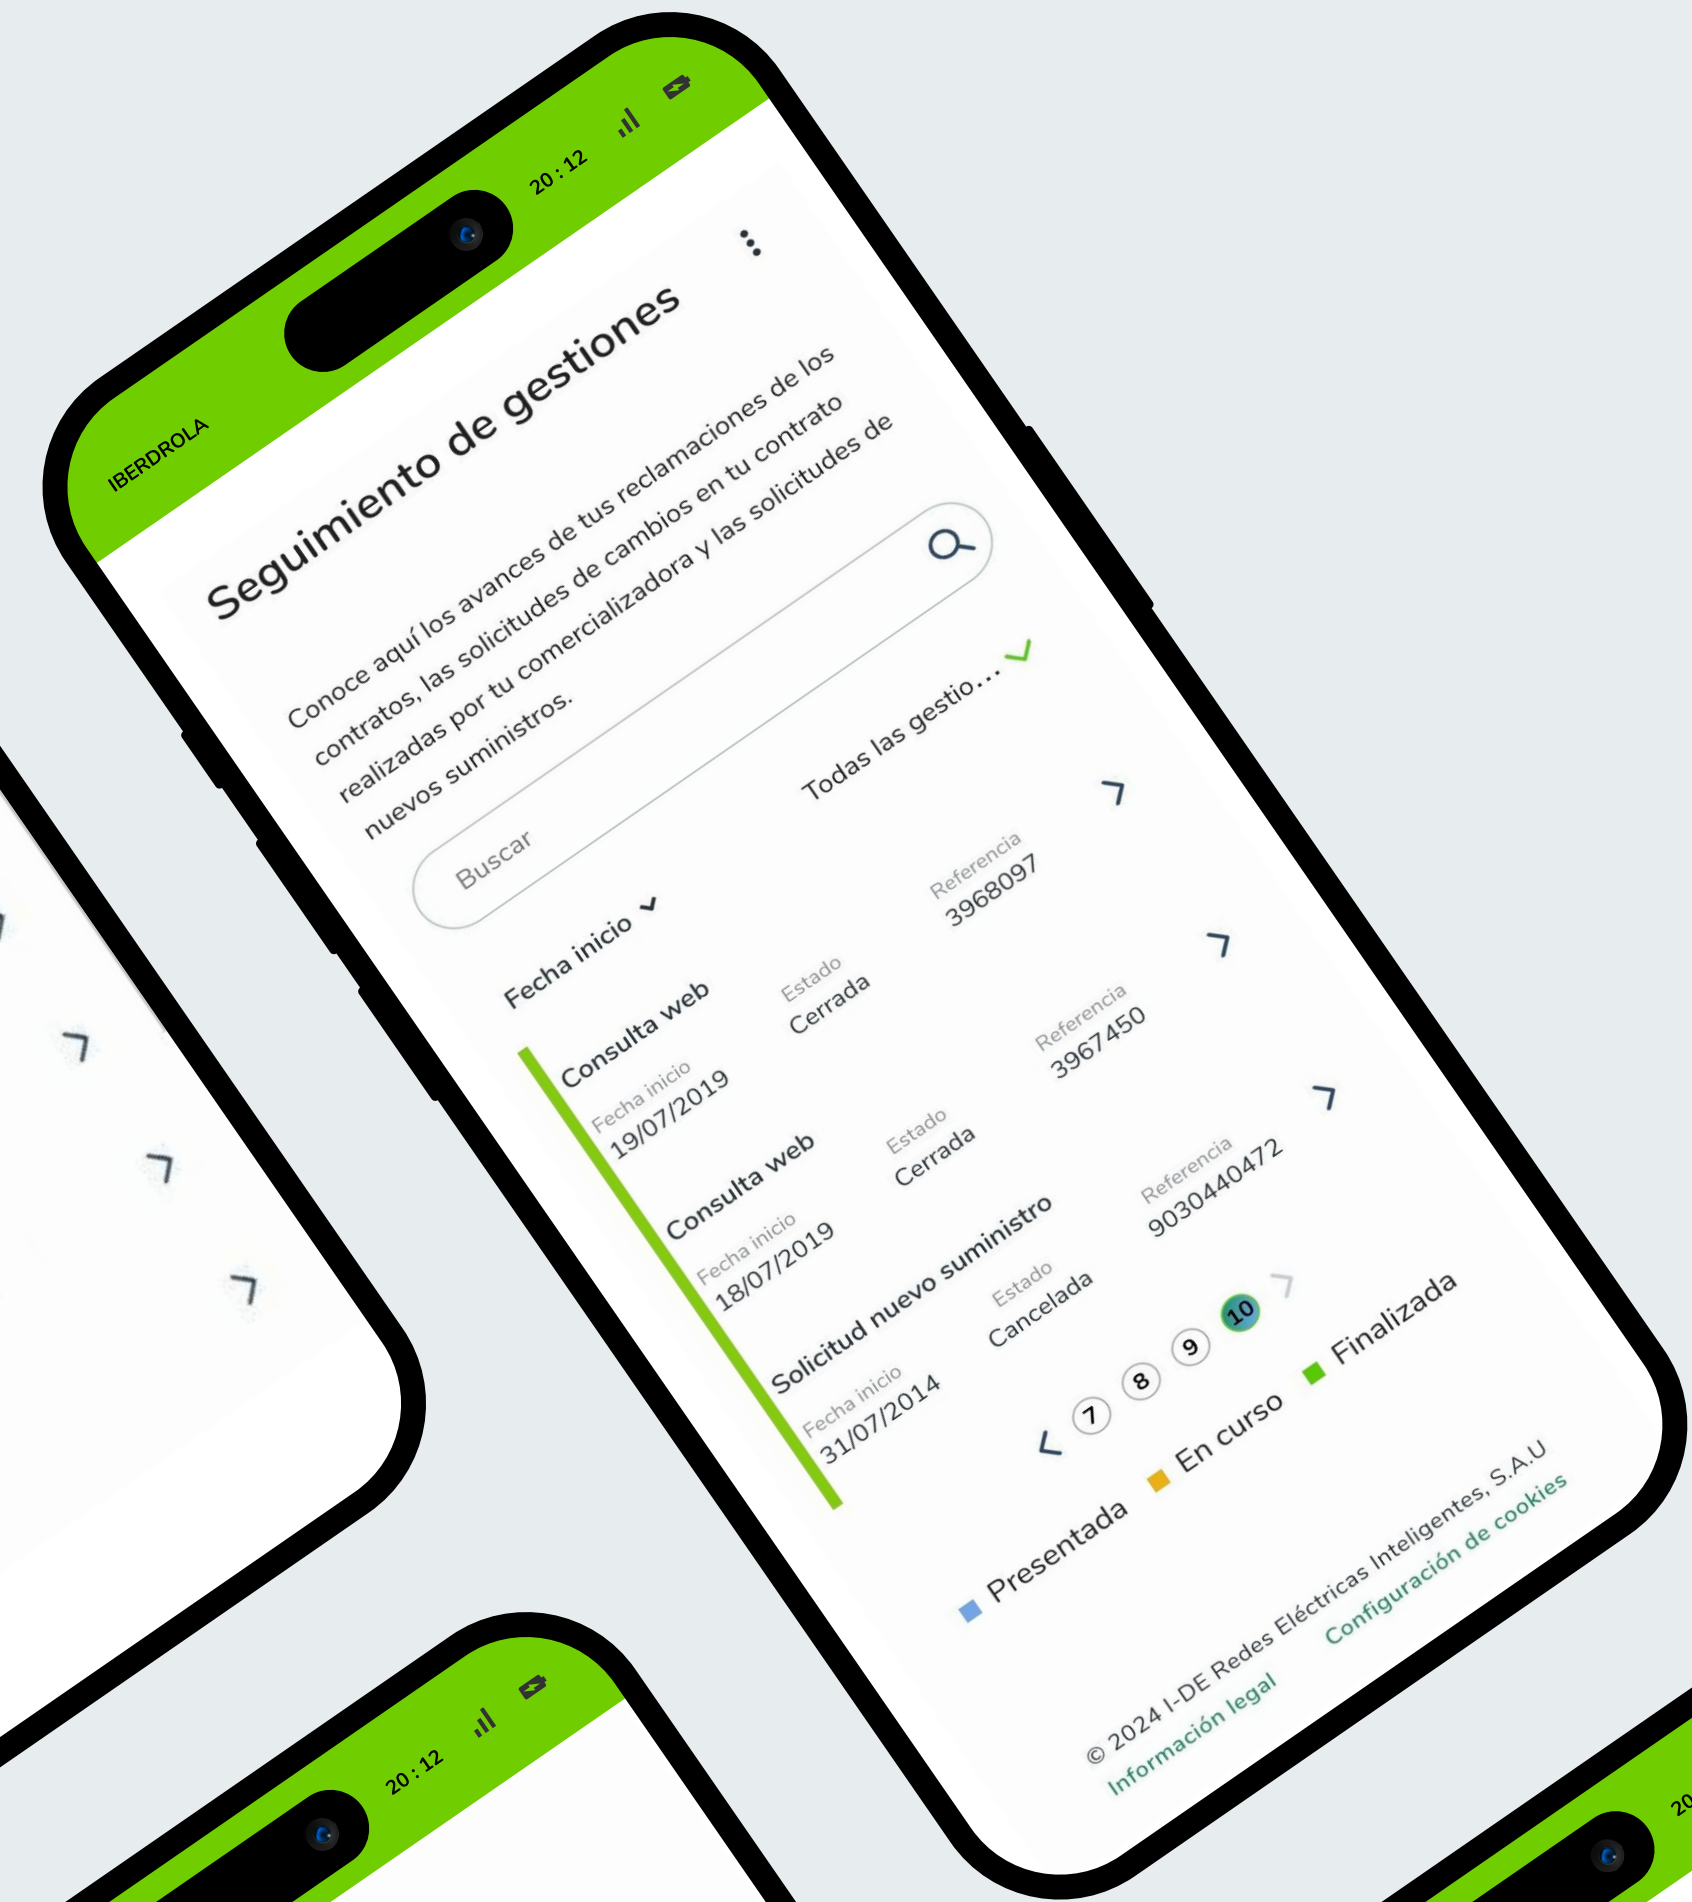 IBERDROLA
20:12
Seguimiento de gestiones
Conoce aquí los avances de tus reclamaciones de los
contratos, las solicitudes de cambios en tu contrato
realizadas por tu comercializadora y las solicitudes de
nuevos suministros.
Buscar
Fecha inicio
Todas las gestio...
Consulta web
Fecha inicio
19/07/2019
Estado
Cerrada
Referencia
3968097
Consulta web
Fecha inicio
18/07/2019
Estado
Cerrada
Referencia
3967450
Solicitud nuevo suministro
Fecha inicio
31/07/2014
Estado
Cancelada
Referencia
9030440472
7 8 9 10
Presentada
En curso
Finalizada
© 2024 I-DE Redes Eléctricas Inteligentes, S.A.U
Información legal
Configuración de cookies
20:12
20